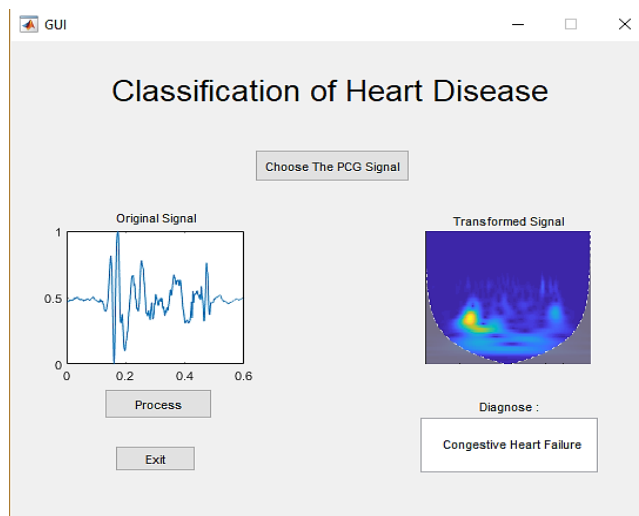 GUI
Classification of Heart Disease
Choose The PCG Signal
Original Signal
Transformed Signal
1
0.5
0
0
0.2
0.4
0.6
Process
Diagnose :
Congestive Heart Failure
Exit